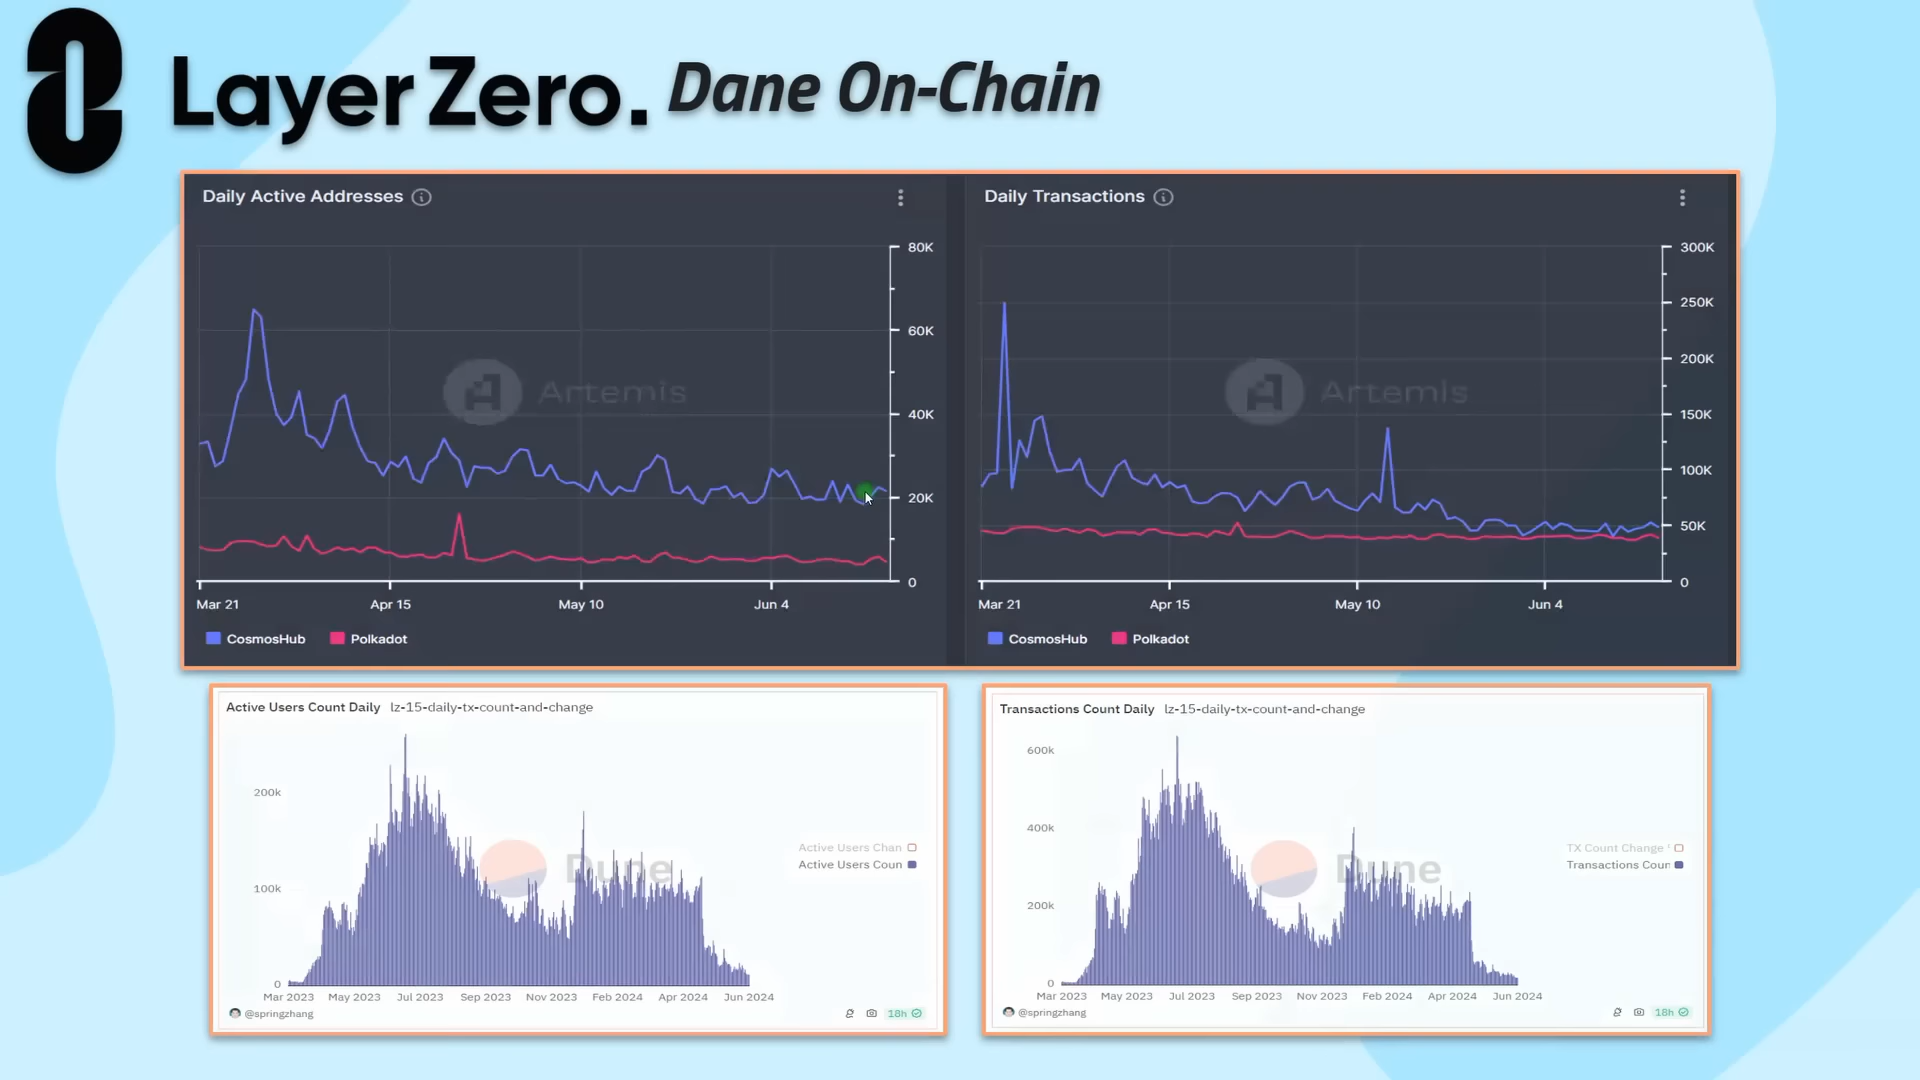 LayerZero. Dane On-Chain
Daily Active Addresses
80K
60K
40K
20K
0
Artemis
Mar 21 Apr 15 May 10 Jun 4
CosmosHub Polkadot
Daily Transactions
300K
250K
200K
150K
100K
50K
0
Artemis
Mar 21 Apr 15 May 10 Jun 4
CosmosHub Polkadot
Active Users Count Daily lz-15-daily-tx-count-and-change
200k
100k
0
Dune
Active Users Chan
Active Users Coun
Mar 2023 May 2023 Jul 2023 Sep 2023 Nov 2023 Feb 2024 Apr 2024 Jun 2024
@springzhang
18h
Transactions Count Daily lz-15-daily-tx-count-and-change
600k
400k
200k
0
Dune
TX Count Change
Transactions Cour
Mar 2023 May 2023 Jul 2023 Sep 2023 Nov 2023 Feb 2024 Apr 2024 Jun 2024
@springzhang
18h